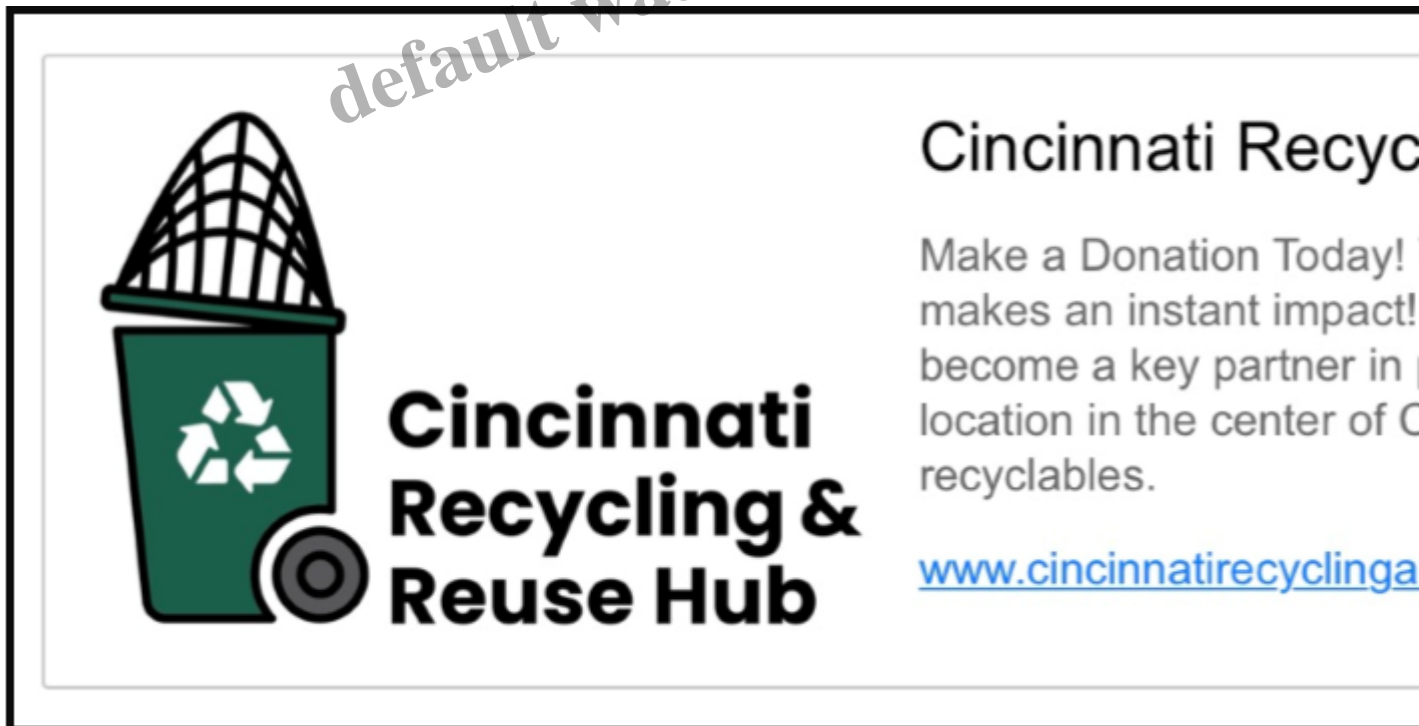 default
Cincinnati
Recycling &
Reuse Hub
Cincinnati Recyc
Make a Donation Today!
makes an instant impact!
become a key partner in
location in the center of C
recyclables.
www.cincinnatirecyclinga